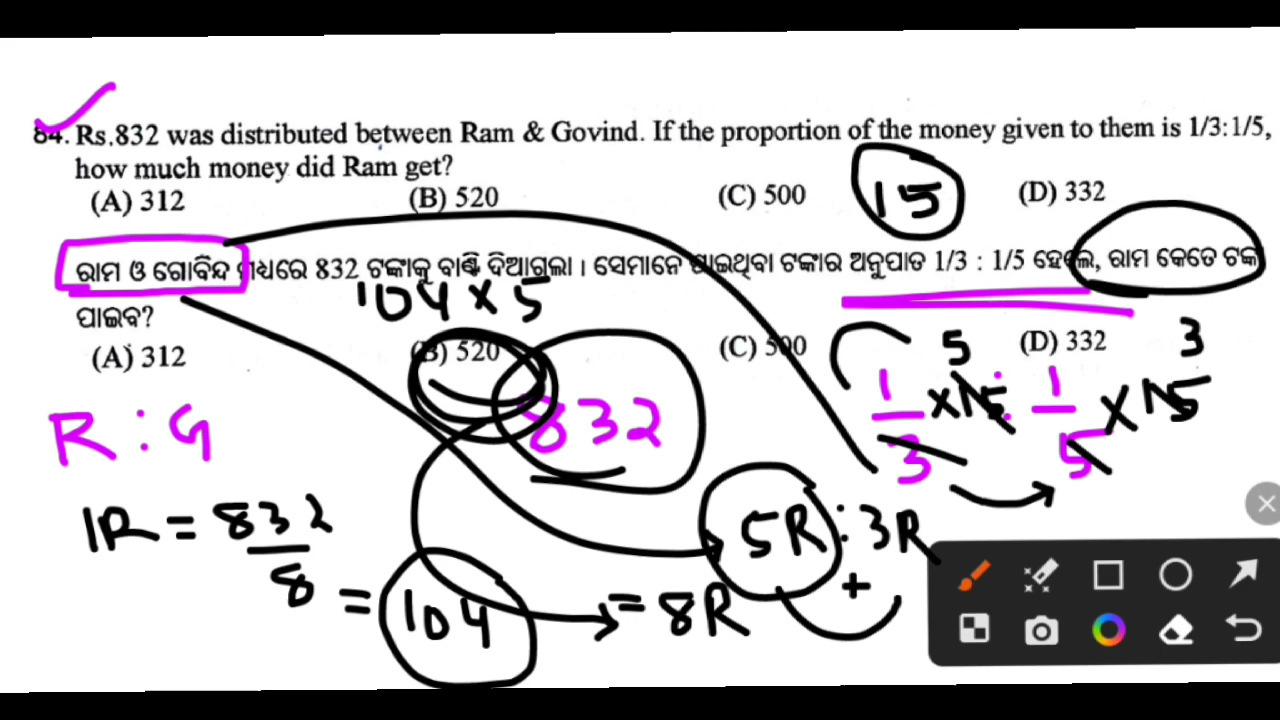 84. Rs.832 was distributed between Ram & Govind. If the proportion of the money given to them is 1/3:1/5,
how much money did Ram get?
(A) 312 (B) 520 (C) 500 (D) 332
15
ରାମ ଓ ଗୋବିନ୍ଦ ମଧ୍ୟରେ 832 ଟଙ୍କାକୁ ବାଣ୍ଟି ଦିଆଗଲା । ସେମାନେ ପାଇଥିବା ଟଙ୍କାର ଅନୁପାତ 1/3 : 1/5 ହେଲେ, ରାମ କେତେ ଟଙ୍କା
ପାଇବ?
104 × 5
(A) 312 (B) 520 (C) 500 (D) 332
5 3
R : G 832 1/3 × 15 : 1/5 × 15
1R = 832/8 5R : 3R
+
= 104 = 8R